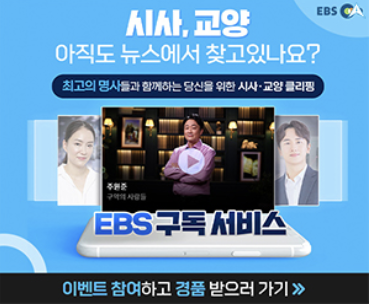 시사, 교양
EBS
아직도 뉴스에서 찾고있나요?
최고의 명사들과 함께하는 당신을 위한 시사·교양 클리핑
주원준
구약의 사람들
EBS 구독 서비스
이벤트 참여하고 경품 받으러 가기 »